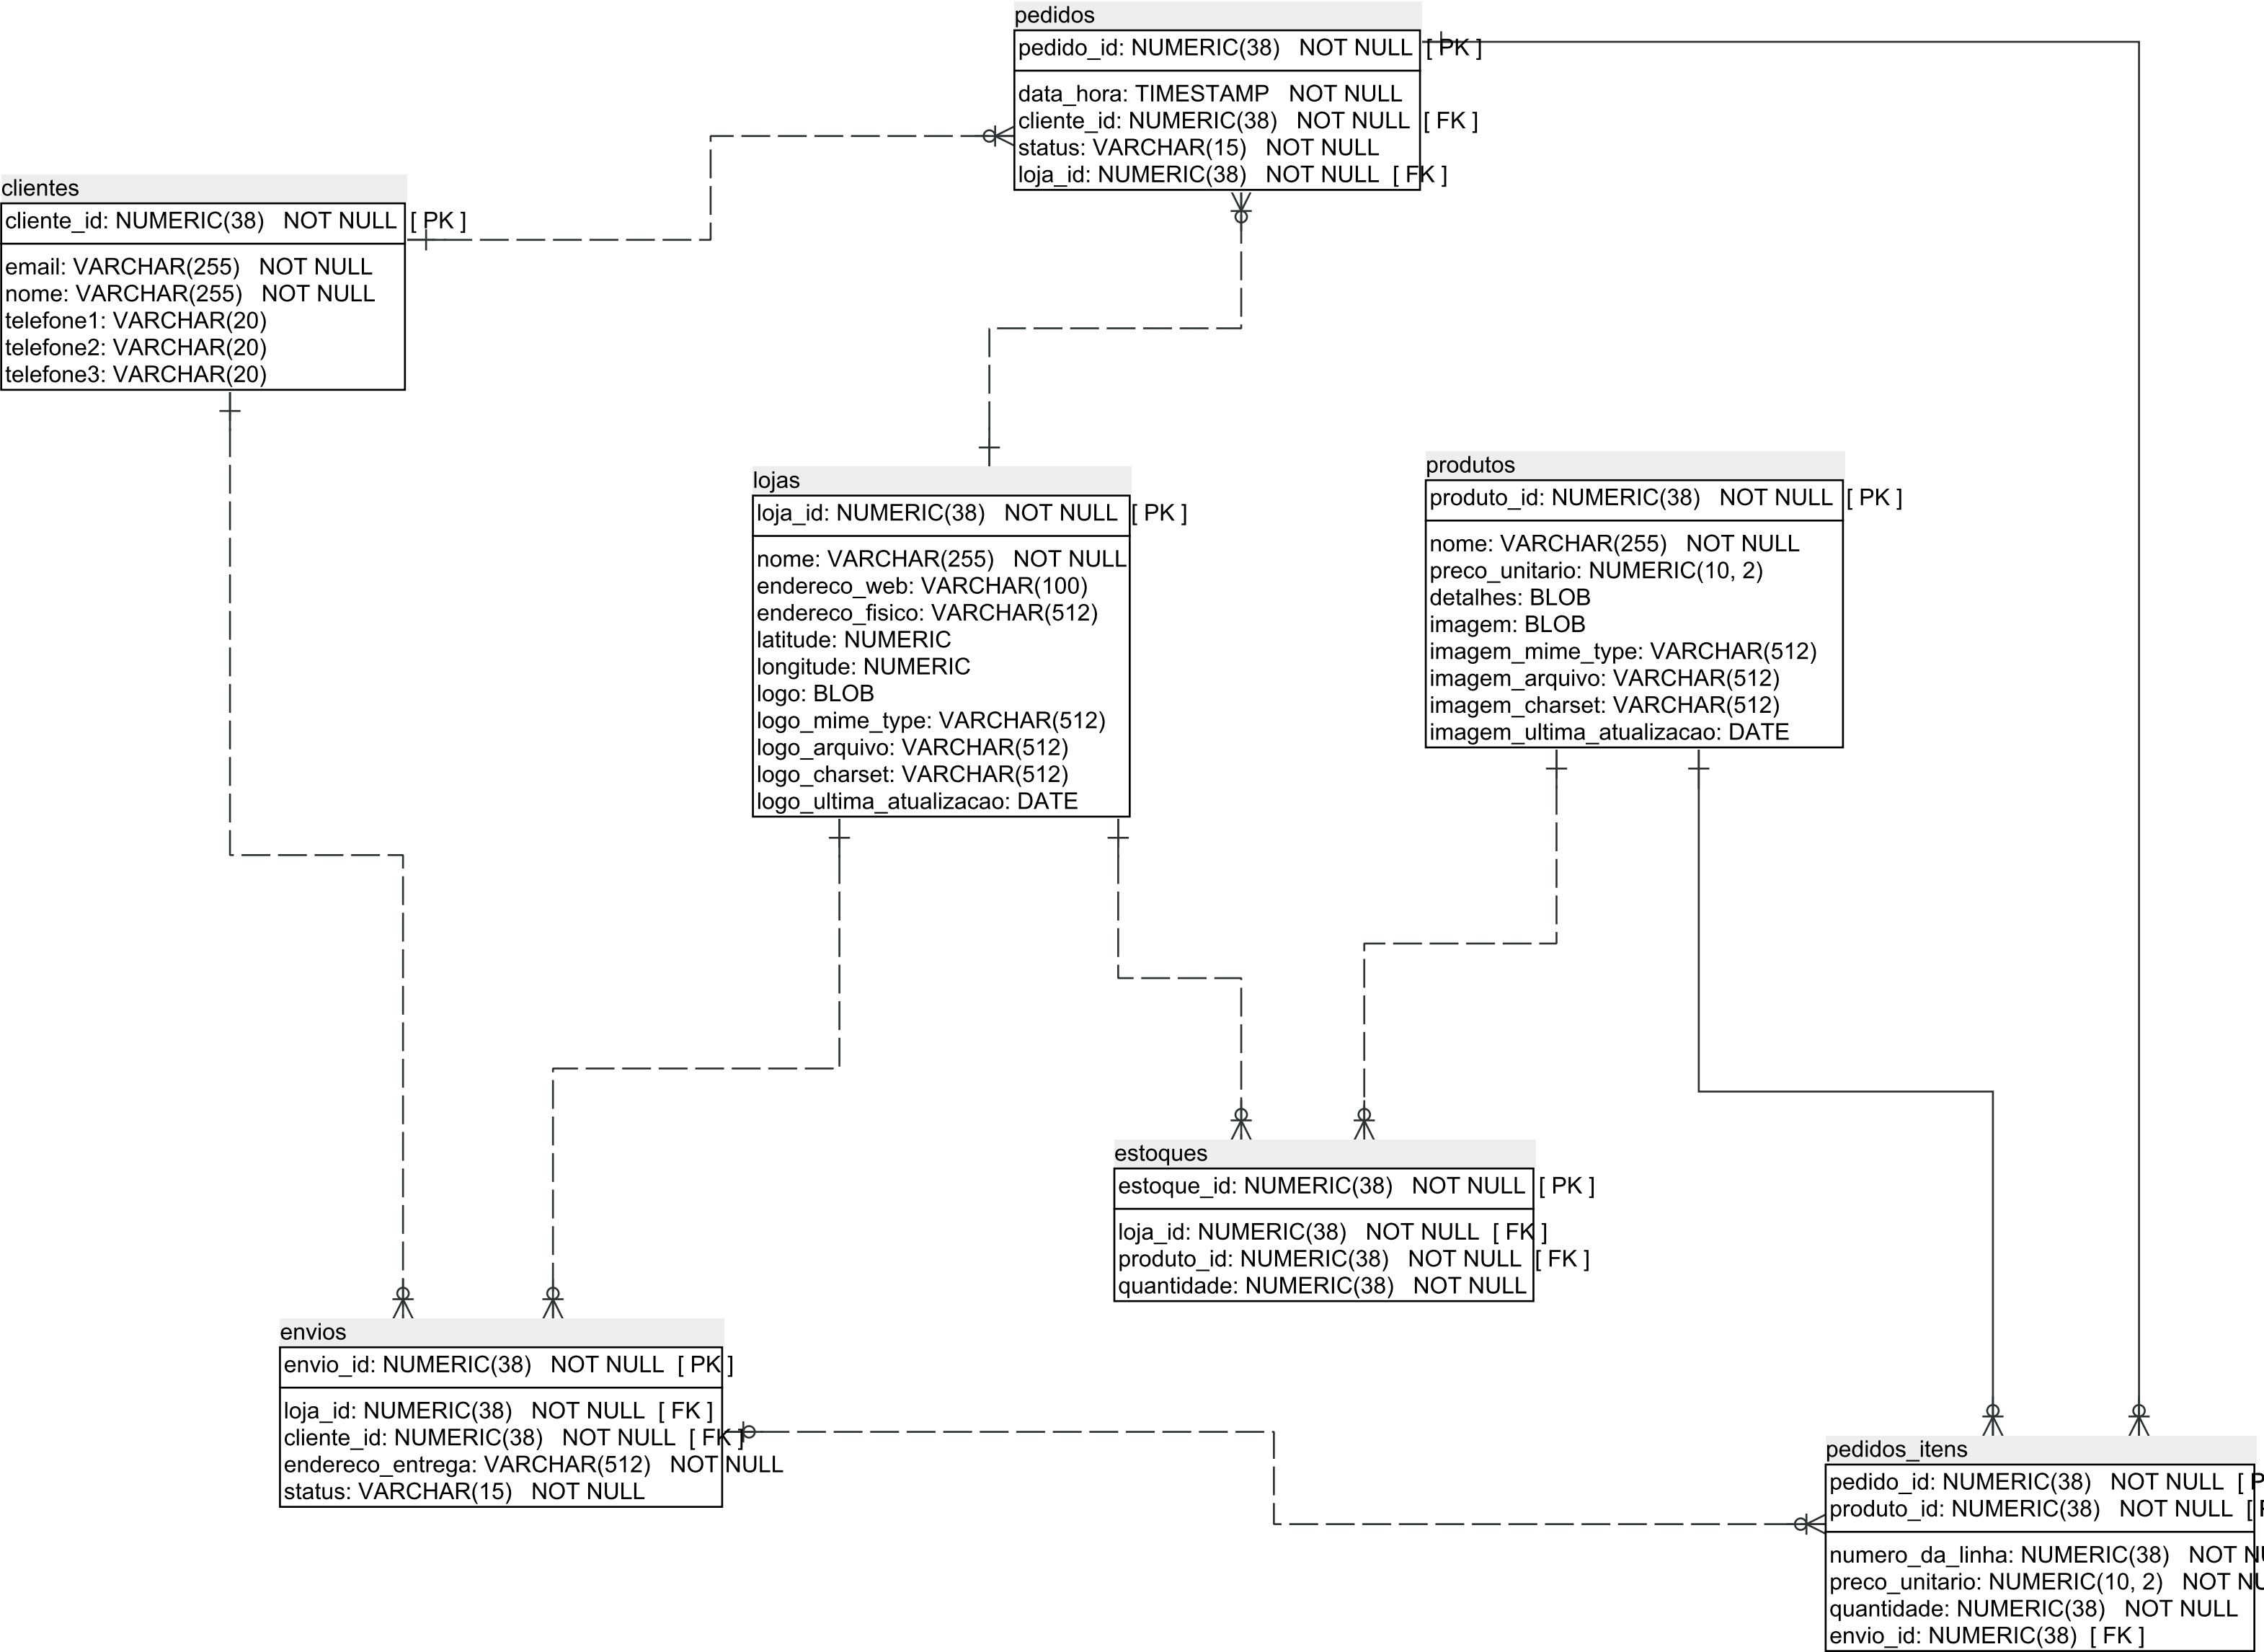 pedidos
pedido_id: NUMERIC(38) NOT NULL [ PK ]
data_hora: TIMESTAMP NOT NULL
cliente_id: NUMERIC(38) NOT NULL [ FK ]
status: VARCHAR(15) NOT NULL
loja_id: NUMERIC(38) NOT NULL [ FK ]
clientes
cliente_id: NUMERIC(38) NOT NULL [ PK ]
email: VARCHAR(255) NOT NULL
nome: VARCHAR(255) NOT NULL
telefone1: VARCHAR(20)
telefone2: VARCHAR(20)
telefone3: VARCHAR(20)
lojas
loja_id: NUMERIC(38) NOT NULL [ PK ]
nome: VARCHAR(255) NOT NULL
endereco_web: VARCHAR(100)
endereco_fisico: VARCHAR(512)
latitude: NUMERIC
longitude: NUMERIC
logo: BLOB
logo_mime_type: VARCHAR(512)
logo_arquivo: VARCHAR(512)
logo_charset: VARCHAR(512)
logo_ultima_atualizacao: DATE
produtos
produto_id: NUMERIC(38) NOT NULL [ PK ]
nome: VARCHAR(255) NOT NULL
preco_unitario: NUMERIC(10, 2)
detalhes: BLOB
imagem: BLOB
imagem_mime_type: VARCHAR(512)
imagem_arquivo: VARCHAR(512)
imagem_charset: VARCHAR(512)
imagem_ultima_atualizacao: DATE
estoques
estoque_id: NUMERIC(38) NOT NULL [ PK ]
loja_id: NUMERIC(38) NOT NULL [ FK ]
produto_id: NUMERIC(38) NOT NULL [ FK ]
quantidade: NUMERIC(38) NOT NULL
envios
envio_id: NUMERIC(38) NOT NULL [ PK ]
loja_id: NUMERIC(38) NOT NULL [ FK ]
cliente_id: NUMERIC(38) NOT NULL [ FK ]
endereco_entrega: VARCHAR(512) NOT NULL
status: VARCHAR(15) NOT NULL
pedidos_itens
pedido_id: NUMERIC(38) NOT NULL [
produto_id: NUMERIC(38) NOT NULL [
numero_da_linha: NUMERIC(38) NOT
preco_unitario: NUMERIC(10, 2) NOT
quantidade: NUMERIC(38) NOT NULL
envio_id: NUMERIC(38) [ FK ]